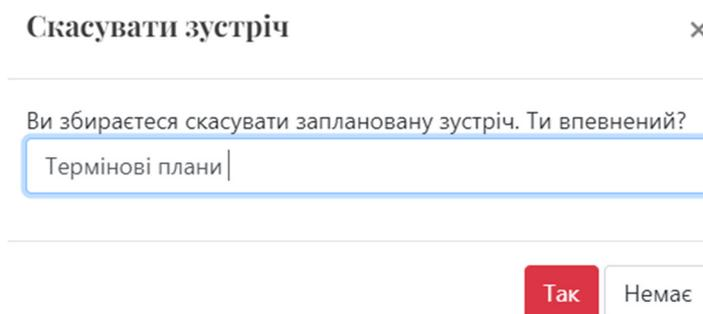 Скасувати зустріч
Ви збираєтеся скасувати заплановану зустріч. Ти впевнений?
Термінові плани
Так
Немає